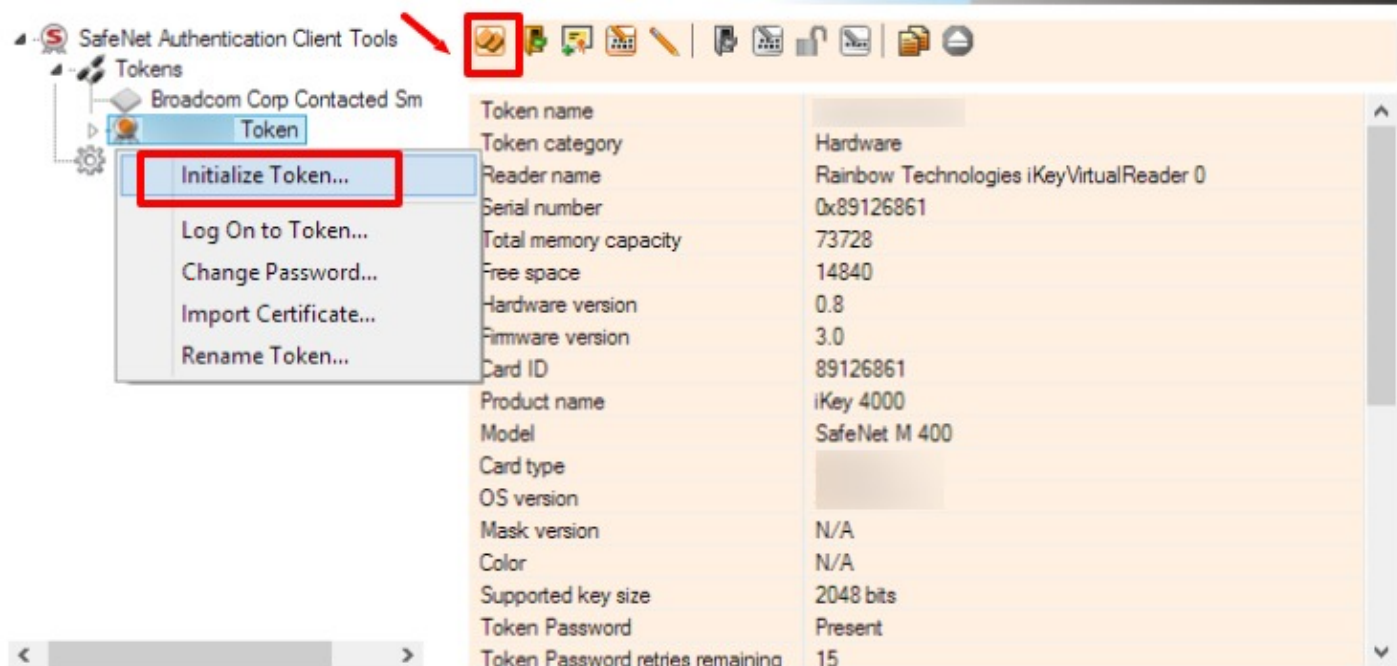 SafeNet Authentication Client Tools
Tokens
Broadcom Corp Contacted Sm
Token
Initialize Token...
Log On to Token...
Change Password...
Import Certificate...
Rename Token...
Token name
Token category Hardware
Reader name Rainbow Technologies iKeyVirtualReader 0
Serial number 0x89126861
Total memory capacity 73728
Free space 14840
Hardware version 0.8
Firmware version 3.0
Card ID 89126861
Product name iKey 4000
Model SafeNet M 400
Card type
OS version
Mask version N/A
Color N/A
Supported key size 2048 bits
Token Password Present
Token Password retries remaining 15